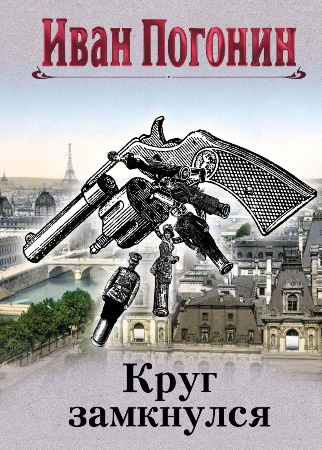 Иван Погонин
Круг
замкнулся